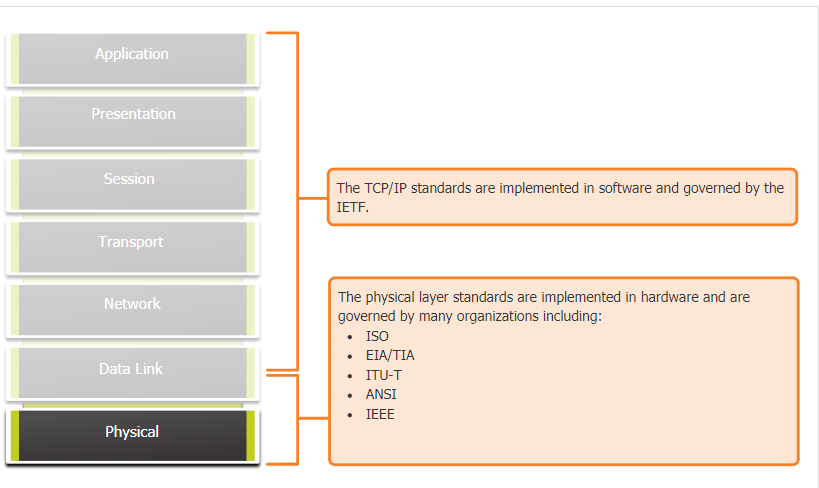 Application
Presentation
Session
Transport
Network
Data Link
Physical
The TCP/IP standards are implemented in software and governed by the
IETF.
The physical layer standards are implemented in hardware and are
governed by many organizations including:
• ISO
• EIA/TIA
• ITU-T
• ANSI
• IEEE